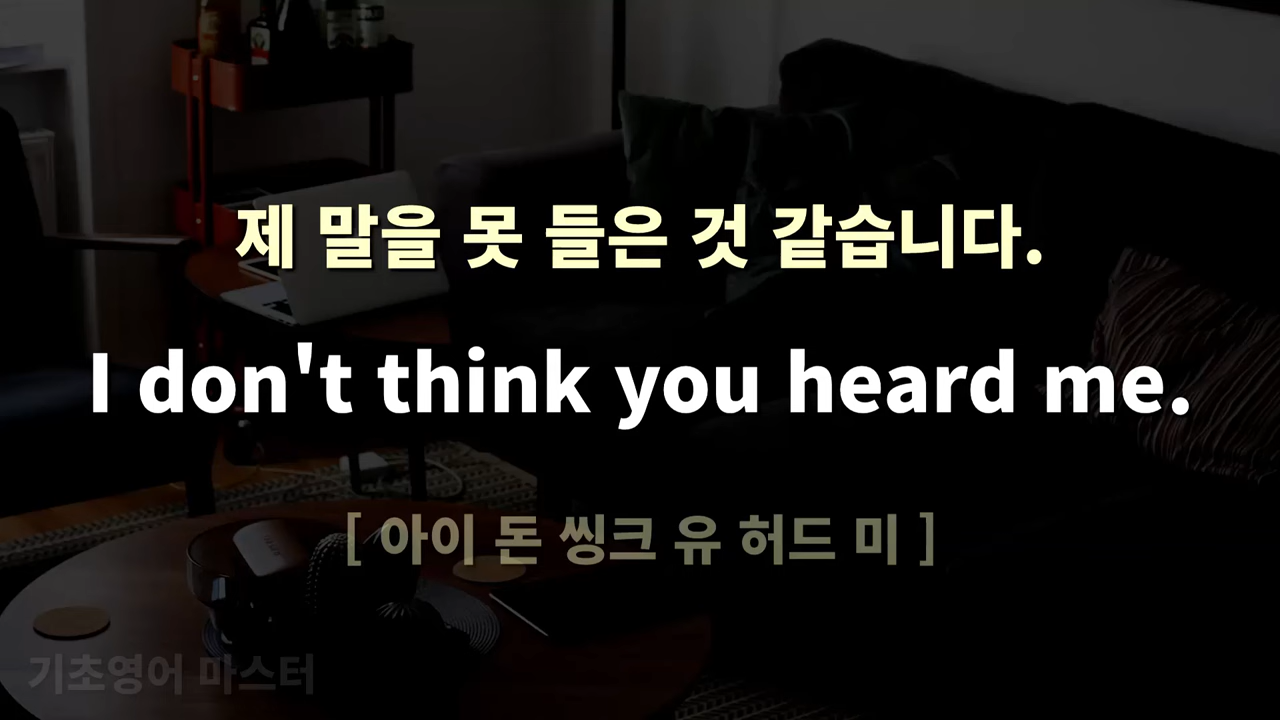 제 말을 못 들은 것 같습니다.
I don't think you heard me.
[ 아이 돈 씽크 유 허드 미 ]
기초영어 마스터